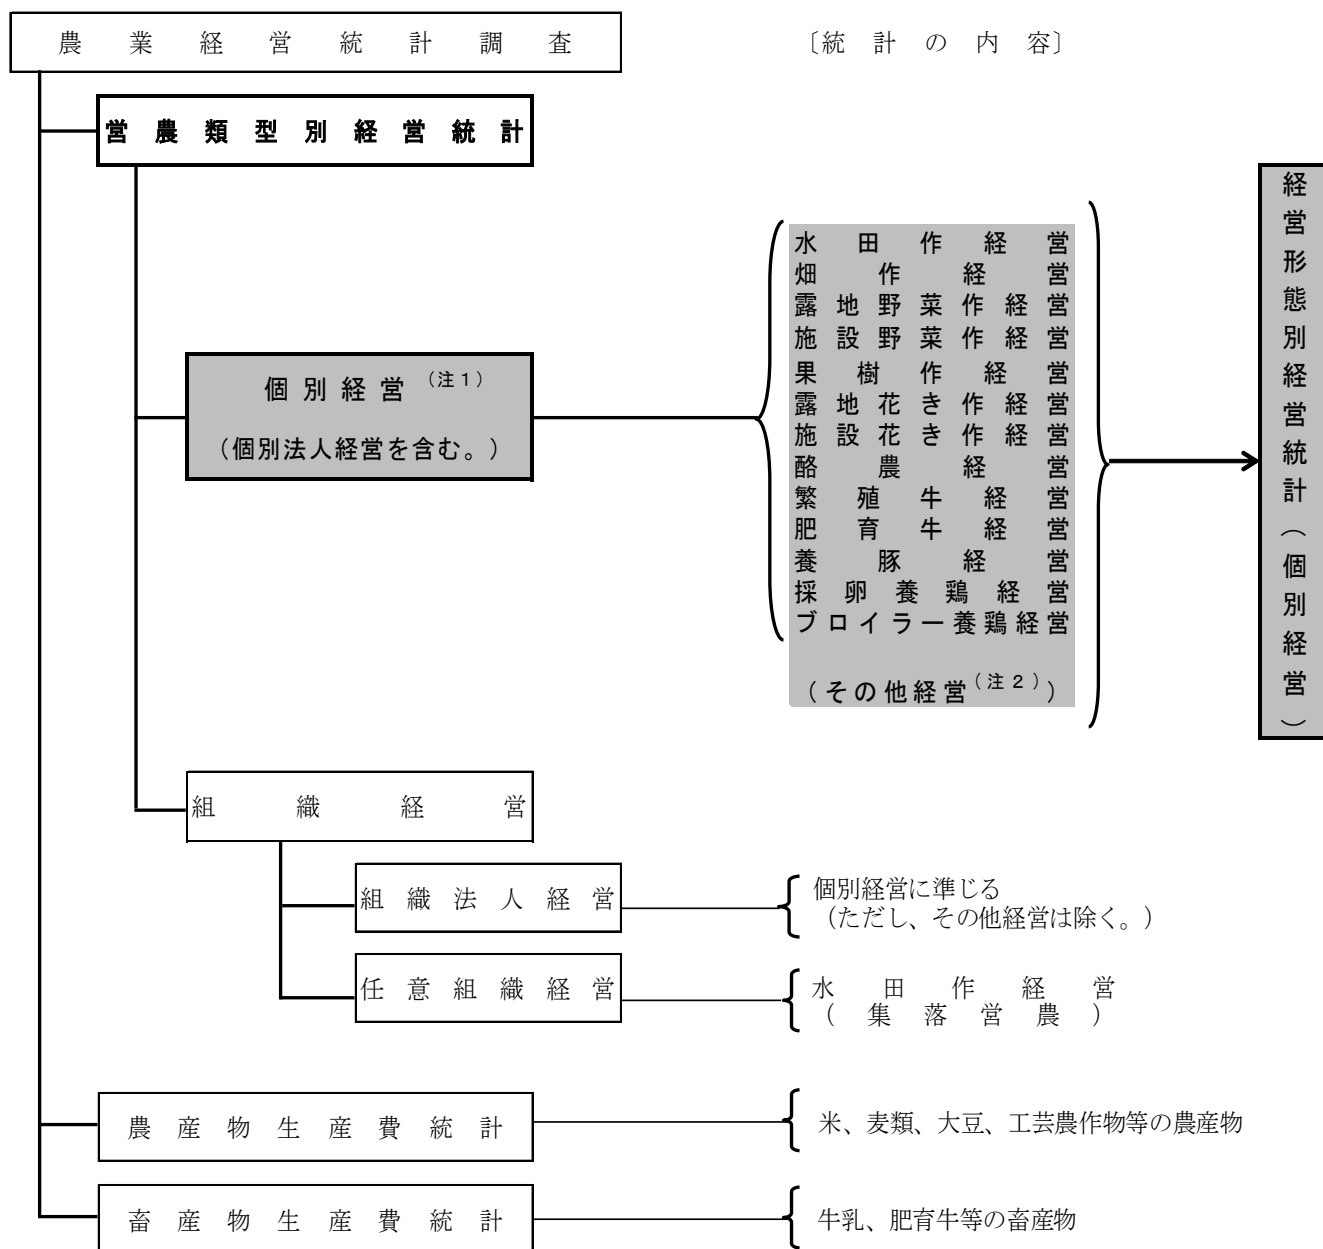 農業経営統計調査
〔統計の内容〕
営農類型別経営統計
個別経営（注１）
（個別法人経営を含む。）
水田作経営
畑作経営
露地野菜作経営
施設野菜作経営
果樹作経営
露地花き作経営
施設花き作経営
酪農経営
繁殖牛経営
肥育牛経営
養豚経営
採卵養鶏経営
ブロイラー養鶏経営
（その他経営（注２））
経営形態別経営統計（個別経営）
組織経営
組織法人経営
個別経営に準じる
（ただし、その他経営は除く。）
任意組織経営
水田作経営
（集落営農）
農産物生産費統計
米、麦類、大豆、工芸農作物等の農産物
畜産物生産費統計
牛乳、肥育牛等の畜産物